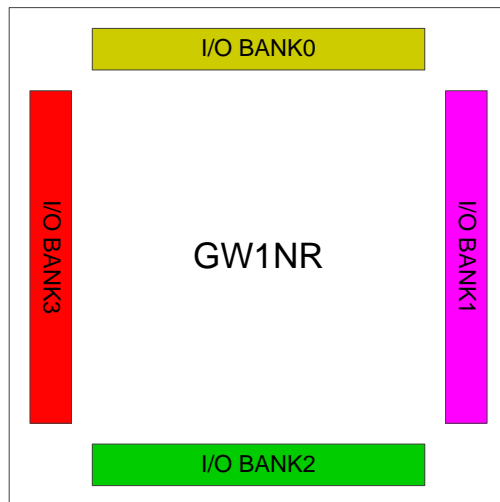 I/O BANK0
I/O BANK3
GW1NR
I/O BANK1
I/O BANK2